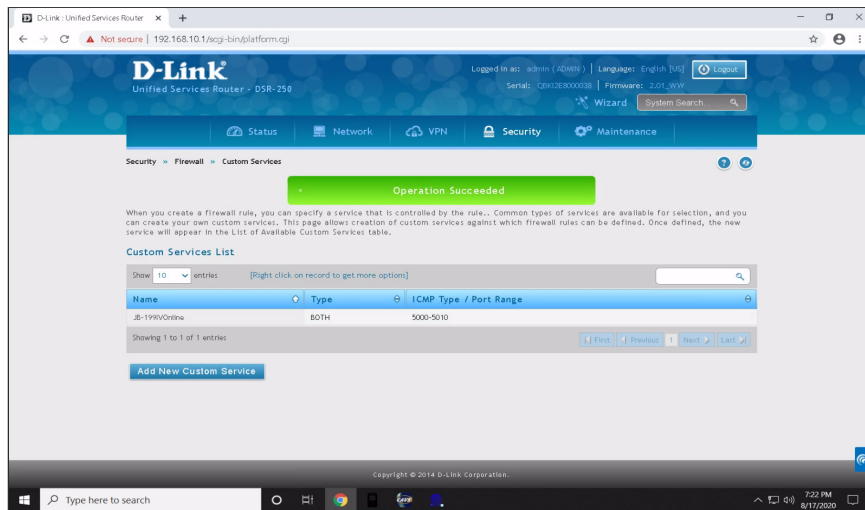 D-Link : Unified Services Router
Not secure | 192.168.10.1/scgi-bin/platform.cgi
D-Link
Unified Services Router - DSR-250
Logged in as: admin ( ADMIN ) | Language: English [US]
Logout
Serial: QBKI2E8000038 | Firmware: 2.01_WW
Wizard
System Search...
Status
Network
VPN
Security
Maintenance
Security » Firewall » Custom Services
Operation Succeeded
When you create a firewall rule, you can specify a service that is controlled by the rule.. Common types of services are available for selection, and you
can create your own custom services. This page allows creation of custom services against which firewall rules can be defined. Once defined, the new
service will appear in the List of Available Custom Services table.
Custom Services List
Show 10 entries [Right click on record to get more options]
Name Type ICMP Type / Port Range
JB-199IVOnline BOTH 5000-5010
Showing 1 to 1 of 1 entries
First Previous 1 Next Last
Add New Custom Service
Copyright © 2014 D-Link Corporation.
Type here to search
7:22 PM
8/17/2020